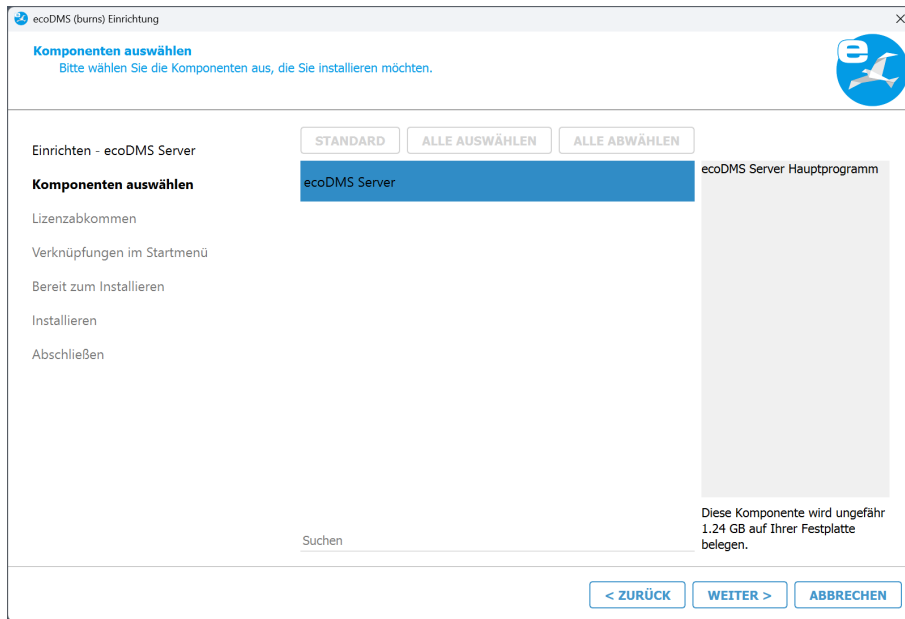 ecoDMS (burns) Einrichtung
Komponenten auswählen
Bitte wählen Sie die Komponenten aus, die Sie installieren möchten.
e
Einrichten - ecoDMS Server
Komponenten auswählen
Lizenzabkommen
Verknüpfungen im Startmenü
Bereit zum Installieren
Installieren
Abschließen
STANDARD
ALLE AUSWÄHLEN
ALLE ABWÄHLEN
ecoDMS Server
Suchen
ecoDMS Server Hauptprogramm
Diese Komponente wird ungefähr
1.24 GB auf Ihrer Festplatte
belegen.
< ZURÜCK
WEITER >
ABBRECHEN